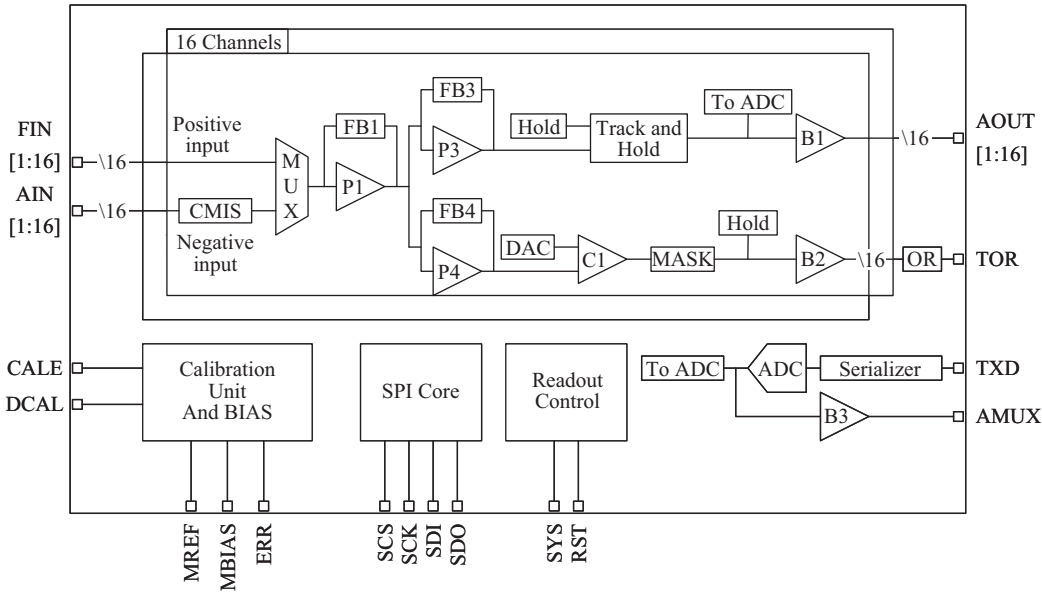 16 Channels
FIN
[1:16]
\16
Positive
input
AIN
[1:16]
\16
CMIS
Negative
input
M
U
X
FB1
P1
FB3
P3
FB4
P4
Hold
Track and
Hold
To ADC
B1
\16
AOUT
[1:16]
DAC
C1
MASK
Hold
B2
\16
OR
TOR
CALE
DCAL
Calibration
Unit
And BIAS
SPI Core
Readout
Control
To ADC
ADC
Serializer
TXD
B3
AMUX
MREF
MBIAS
ERR
SCS
SCK
SDI
SDO
SYS
RST